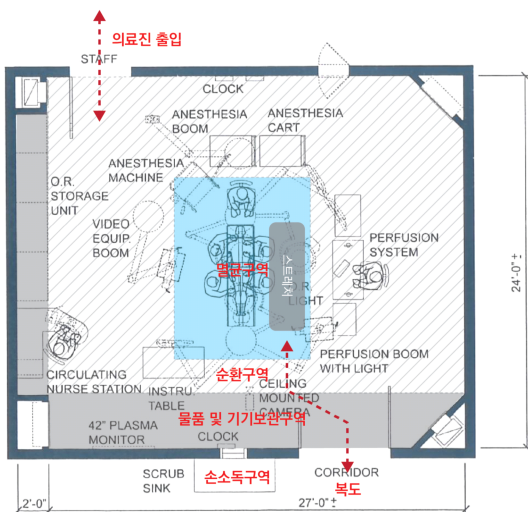 의료진 출입
STAFF
CLOCK
ANESTHESIA
BOOM
ANESTHESIA
CART
ANESTHESIA
MACHINE
O.R.
STORAGE
UNIT
VIDEO
EQUIP.
BOOM
스트레처
멸균구역
O.R.
LIGHT
PERFUSION
SYSTEM
24'-0" ±
PERFUSION BOOM
WITH LIGHT
순환구역
CIRCULATING
NURSE STATION
INSTRU.
TABLE
CEILING
MOUNTED
CAMERA
물품 및 기기보관구역
42" PLASMA
MONITOR
CLOCK
SCRUB
SINK
손소독구역
CORRIDOR
복도
2'-0"
27'-0" ±